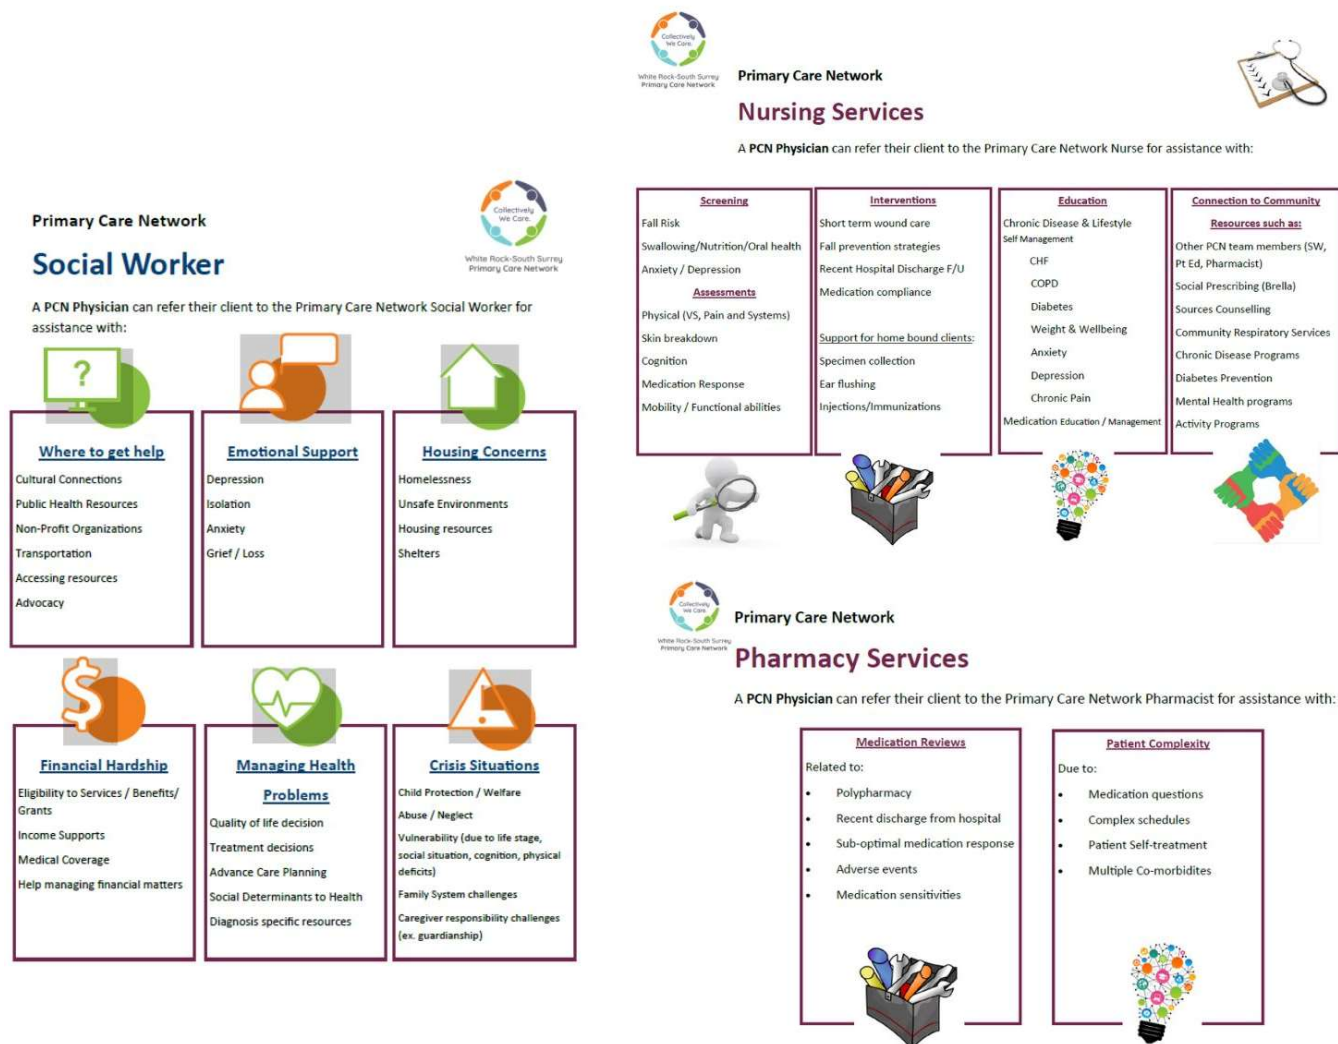 Primary Care Network
Social Worker
Collectively
We Care.
White Rock-South Surrey
Primary Care Network
A PCN Physician can refer their client to the Primary Care Network Social Worker for
assistance with:
?
Where to get help
Cultural Connections
Public Health Resources
Non-Profit Organizations
Transportation
Accessing resources
Advocacy
Emotional Support
Depression
Isolation
Anxiety
Grief / Loss
Housing Concerns
Homelessness
Unsafe Environments
Housing resources
Shelters
$
Financial Hardship
Eligibility to Services / Benefits/
Grants
Income Supports
Medical Coverage
Help managing financial matters
Managing Health
Problems
Quality of life decision
Treatment decisions
Advance Care Planning
Social Determinants to Health
Diagnosis specific resources
!
Crisis Situations
Child Protection / Welfare
Abuse / Neglect
Vulnerability (due to life stage,
social situation, cognition, physical
deficits)
Family System challenges
Caregiver responsibility challenges
(ex. guardianship)
Collectively
We Care.
White Rock-South Surrey
Primary Care Network
Primary Care Network
Nursing Services
A PCN Physician can refer their client to the Primary Care Network Nurse for assistance with:
Screening
Fall Risk
Swallowing/Nutrition/Oral health
Anxiety / Depression
Assessments
Physical (VS, Pain and Systems)
Skin breakdown
Cognition
Medication Response
Mobility / Functional abilities
Interventions
Short term wound care
Fall prevention strategies
Recent Hospital Discharge F/U
Medication compliance
Support for home bound clients:
Specimen collection
Ear flushing
Injections/Immunizations
Education
Chronic Disease & Lifestyle
Self Management
CHF
COPD
Diabetes
Weight & Wellbeing
Anxiety
Depression
Chronic Pain
Medication Education / Management
Connection to Community
Resources such as:
Other PCN team members (SW,
Pt Ed, Pharmacist)
Social Prescribing (Brella)
Sources Counselling
Community Respiratory Services
Chronic Disease Programs
Diabetes Prevention
Mental Health programs
Activity Programs
Collectively
We Care.
White Rock-South Surrey
Primary Care Network
Primary Care Network
Pharmacy Services
A PCN Physician can refer their client to the Primary Care Network Pharmacist for assistance with:
Medication Reviews
Related to:
• Polypharmacy
• Recent discharge from hospital
• Sub-optimal medication response
• Adverse events
• Medication sensitivities
Patient Complexity
Due to:
• Medication questions
• Complex schedules
• Patient Self-treatment
• Multiple Co-morbidites